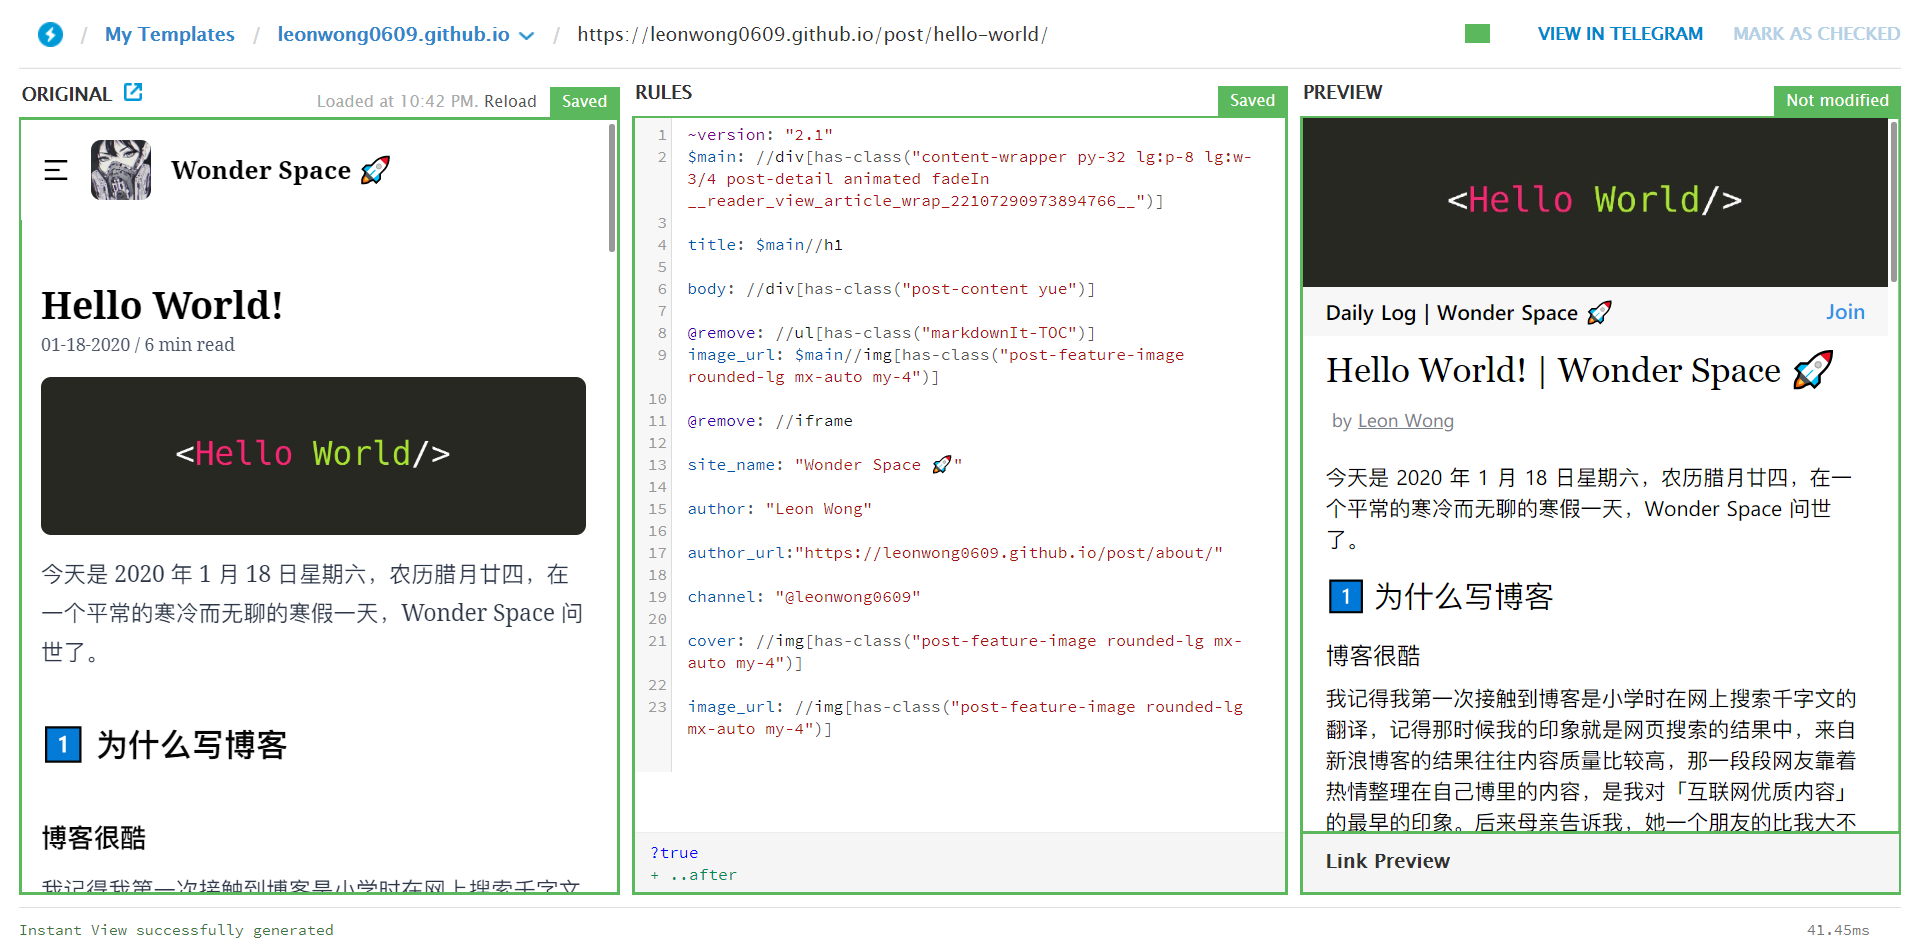 / My Templates / leonwong0609.github.io / https://leonwong0609.github.io/post/hello-world/
VIEW IN TELEGRAM MARK AS CHECKED
ORIGINAL
Loaded at 10:42 PM. Reload
Saved
Wonder Space 🚀
Hello World!
01-18-2020 / 6 min read
<Hello World/>
今天是 2020 年 1 月 18 日星期六，农历腊月廿四，在
一个平常的寒冷而无聊的寒假一天，Wonder Space 问
世了。
1️⃣ 为什么写博客
博客很酷
我记得我第一次接触到博客是小学时在网上搜索千字文
RULES
Saved
1 ~version: "2.1"
2 $main: //div[has-class("content-wrapper py-32 lg:p-8 lg:w-
3/4 post-detail animated fadeIn
__reader_view_article_wrap_22107290973894766__")]
3
4 title: $main//h1
5
6 body: //div[has-class("post-content yue")]
7
8 @remove: //ul[has-class("markdownIt-TOC")]
9 image_url: $main//img[has-class("post-feature-image
rounded-lg mx-auto my-4")]
10
11 @remove: //iframe
12
13 site_name: "Wonder Space 🚀"
14
15 author: "Leon Wong"
16
17 author_url:"https://leonwong0609.github.io/post/about/"
18
19 channel: "@leonwong0609"
20
21 cover: //img[has-class("post-feature-image rounded-lg mx-
auto my-4")]
22
23 image_url: //img[has-class("post-feature-image rounded-lg
mx-auto my-4")]
?true
+ ..after
PREVIEW
Not modified
<Hello World/>
Daily Log | Wonder Space 🚀 Join
Hello World! | Wonder Space 🚀
by Leon Wong
今天是 2020 年 1 月 18 日星期六，农历腊月廿四，在一
个平常的寒冷而无聊的寒假一天，Wonder Space 问世
了。
1️⃣ 为什么写博客
博客很酷
我记得我第一次接触到博客是小学时在网上搜索千字文的
翻译，记得那时候我的印象就是网页搜索的结果中，来自
新浪博客的结果往往内容质量比较高，那一段段网友靠着
热情整理在自己博里的内容，是我对「互联网优质内容」
的最早的印象。后来母亲告诉我，她一个朋友的比我大不
Link Preview
Instant View successfully generated
41.45ms